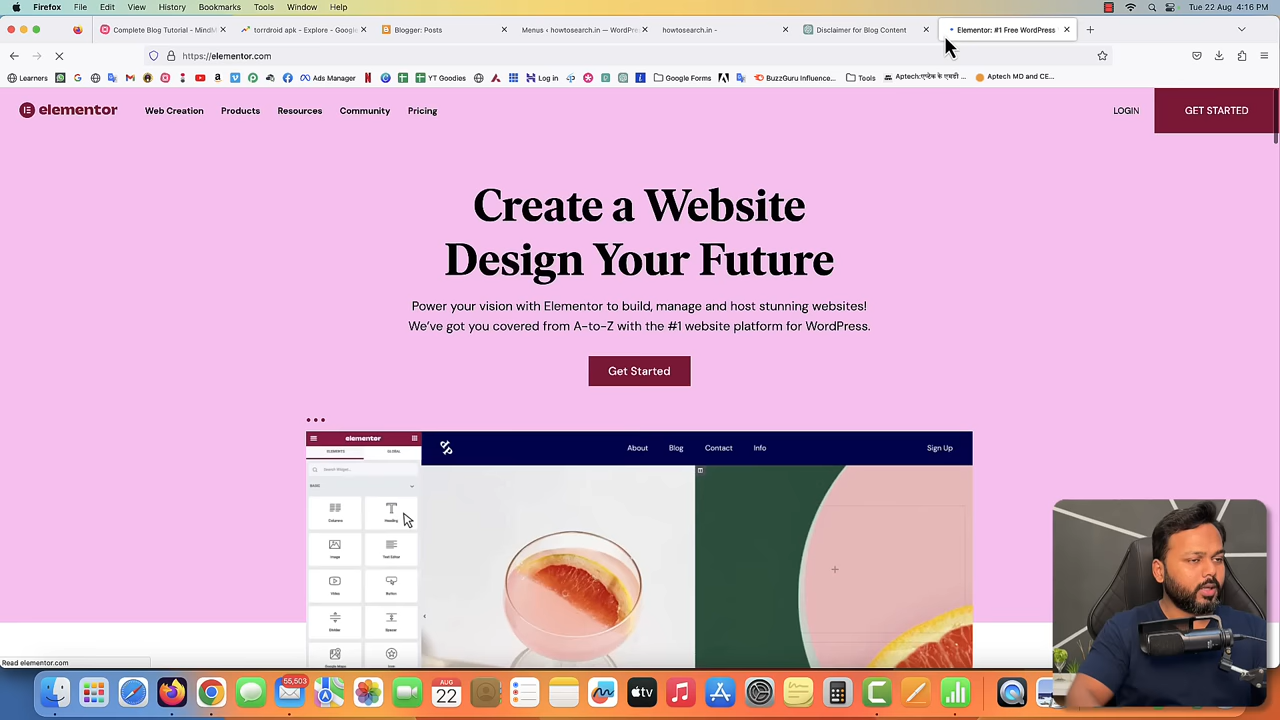 Firefox File Edit View History Bookmarks Tools Window Help
Tue 22 Aug 4:16 PM
Complete Blog Tutorial - MindM
torrdroid apk - Explore - Google
Blogger: Posts
Menus ‹ howtosearch.in — WordPre
howtosearch.in -
Disclaimer for Blog Content
Elementor: #1 Free WordPress
https://elementor.com
Learners
Ads Manager
YT Goodies
Log in
Google Forms
BuzzGuru Influence...
Tools
Aptech MD and CE...
elementor
Web Creation Products Resources Community Pricing
LOGIN
GET STARTED
Create a Website
Design Your Future
Power your vision with Elementor to build, manage and host stunning websites!
We've got you covered from A-to-Z with the #1 website platform for WordPress.
Get Started
elementor
ELEMENTS GLOBAL
Search Widget...
BASIC
Columns Heading
Image Text Editor
Video Button
Divider Spacer
Google Maps Icon
About Blog Contact Info Sign Up
Read elementor.com
55,503
AUG
22
tv